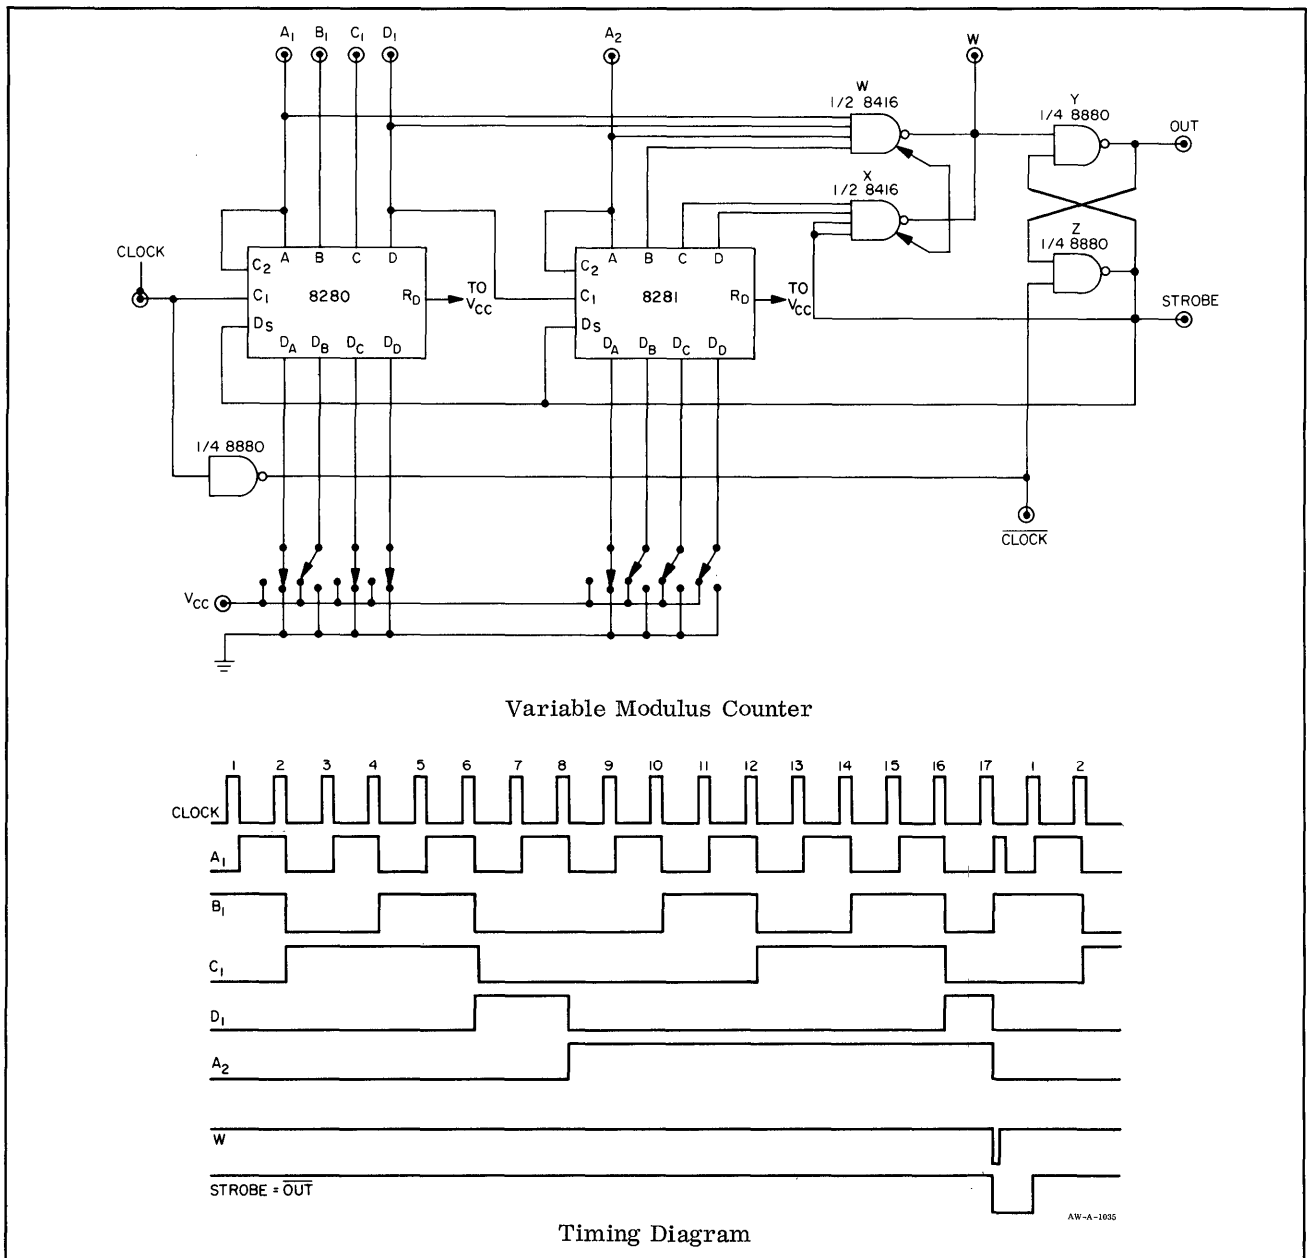 A1 B1 C1 D1 A2 W
W
1/2 8416
Y
1/4 8880
OUT
X
1/2 8416
Z
1/4 8880
CLOCK
C2 A B C D
C1 8280 RD TO VCC
DS
DA DB DC DD
C2 A B C D
C1 8281 RD TO VCC
DS
DA DB DC DD
STROBE
1/4 8880
CLOCK
VCC
Variable Modulus Counter
1 2 3 4 5 6 7 8 9 10 11 12 13 14 15 16 17 1 2
CLOCK
A1
B1
C1
D1
A2
W
STROBE = OUT
AW-A-1035
Timing Diagram